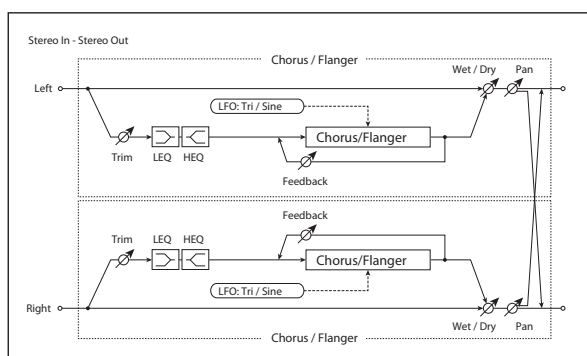 Stereo In - Stereo Out
Chorus / Flanger
Wet / Dry Pan
Left
LFO: Tri / Sine
Chorus/Flanger
Trim LEQ HEQ
Feedback
Feedback
Trim LEQ HEQ
Chorus/Flanger
LFO: Tri / Sine
Right
Wet / Dry Pan
Chorus / Flanger